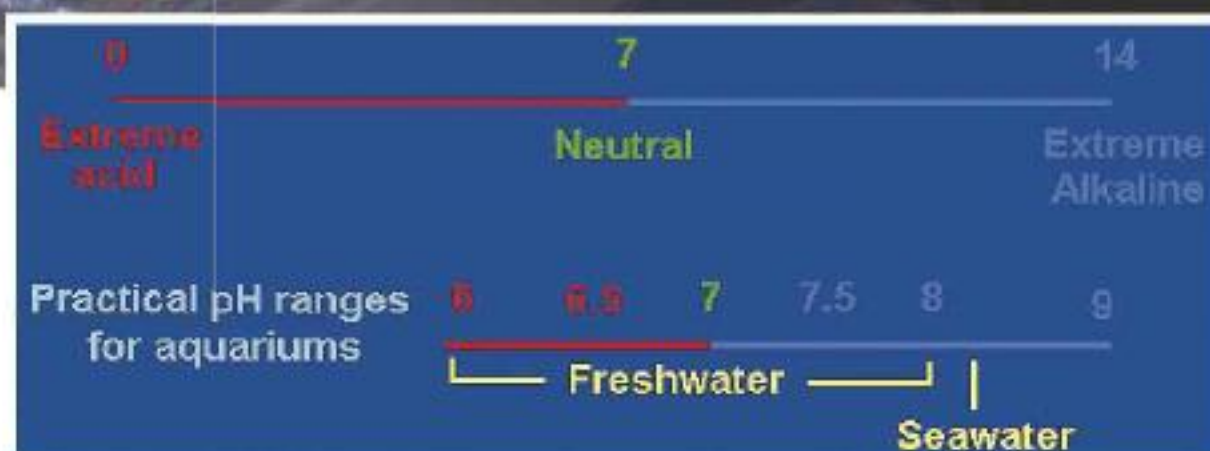 0 7 14
Extreme acid Neutral Extreme Alkaline
Practical pH ranges for aquariums
6 6.5 7 7.5 8 9
Freshwater
Seawater